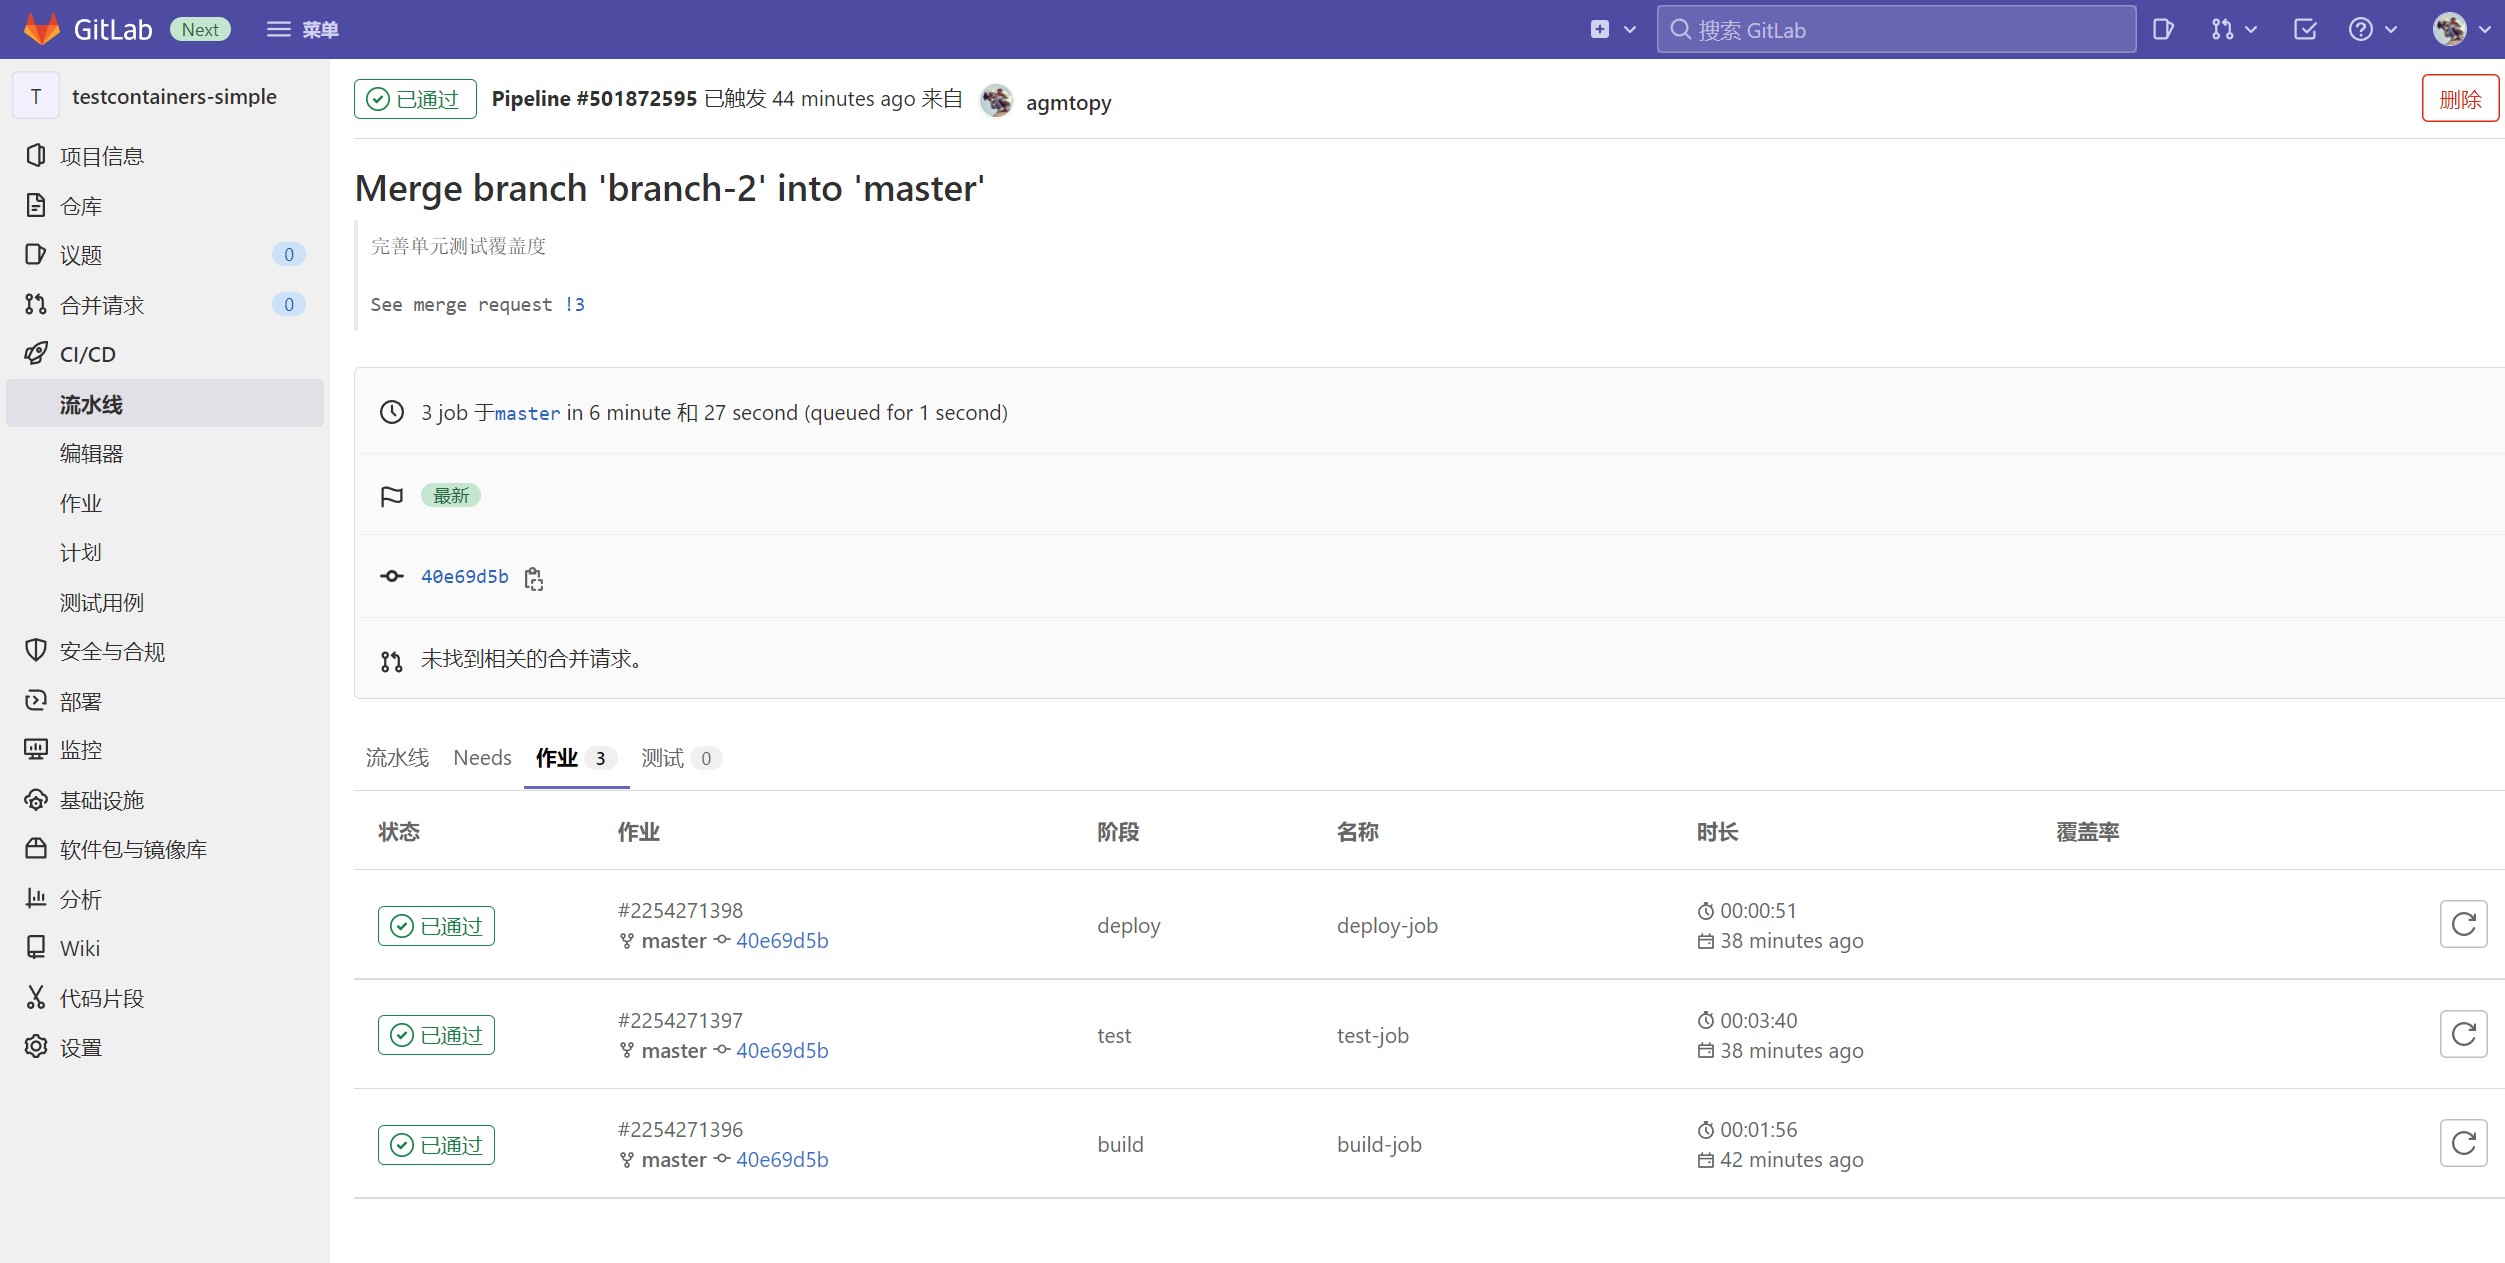 GitLab Next 菜单 搜索 GitLab
T testcontainers-simple
项目信息
仓库
议题 0
合并请求 0
CI/CD
流水线
编辑器
作业
计划
测试用例
安全与合规
部署
监控
基础设施
软件包与镜像库
分析
Wiki
代码片段
设置
已通过 Pipeline #501872595 已触发 44 minutes ago 来自 agmtopy 删除
Merge branch 'branch-2' into 'master'
完善单元测试覆盖度
See merge request !3
3 job 于master in 6 minute 和 27 second (queued for 1 second)
最新
40e69d5b
未找到相关的合并请求。
流水线 Needs 作业 3 测试 0
状态 作业 阶段 名称 时长 覆盖率
已通过 #2254271398 deploy deploy-job 00:00:51
master 40e69d5b 38 minutes ago
已通过 #2254271397 test test-job 00:03:40
master 40e69d5b 38 minutes ago
已通过 #2254271396 build build-job 00:01:56
master 40e69d5b 42 minutes ago